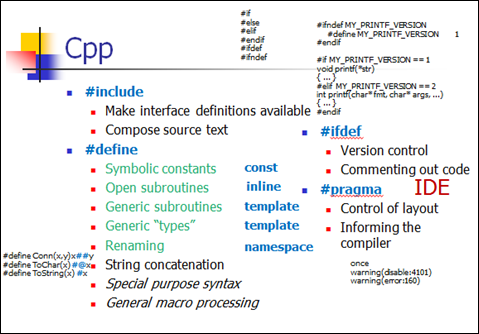 #if
#else
#elif
#endif
#ifdef
#ifndef
#ifndef MY_PRINTF_VERSION
#define MY_PRINTF_VERSION 1
#endif
#if MY_PRINTF_VERSION == 1
void printf(*str)
{ ... }
#elif MY_PRINTF_VERSION == 2
int printf(char* fmt, char* args, ...)
{ ... }
#endif
Cpp
#include
Make interface definitions available
Compose source text
#define
Symbolic constants const
Open subroutines inline
Generic subroutines template
Generic “types” template
Renaming namespace
String concatenation
Special purpose syntax
General macro processing
#define Conn(x,y)x##y
#define ToChar(x)#@x
#define ToString(x)#x
#ifdef
Version control
Commenting out code
#pragma IDE
Control of layout
Informing the
compiler
once
warning(disable:4101)
warning(error:160)